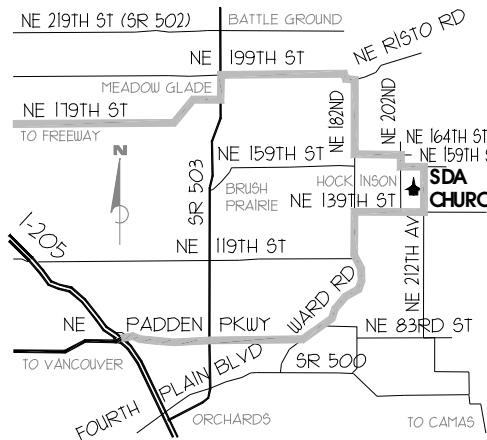 NE 219TH ST (SR 502)
BATTLE GROUND
NE RISTO RD
NE 199TH ST
MEADOW GLADE
NE 179TH ST
TO FREEWAY
NE 182ND
NE 202ND
NE 164TH ST
N
NE 159TH ST
NE 159TH S
SR 503
HOCKINSON
SDA
CHURC
BRUSH
PRAIRIE
NE 139TH ST
I-205
NE 119TH ST
NE 212TH AV
WARD RD
NE PADDEN PKWY
NE 83RD ST
TO VANCOUVER
SR 500
FOURTH PLAIN BLVD
ORCHARDS
TO CAMAS